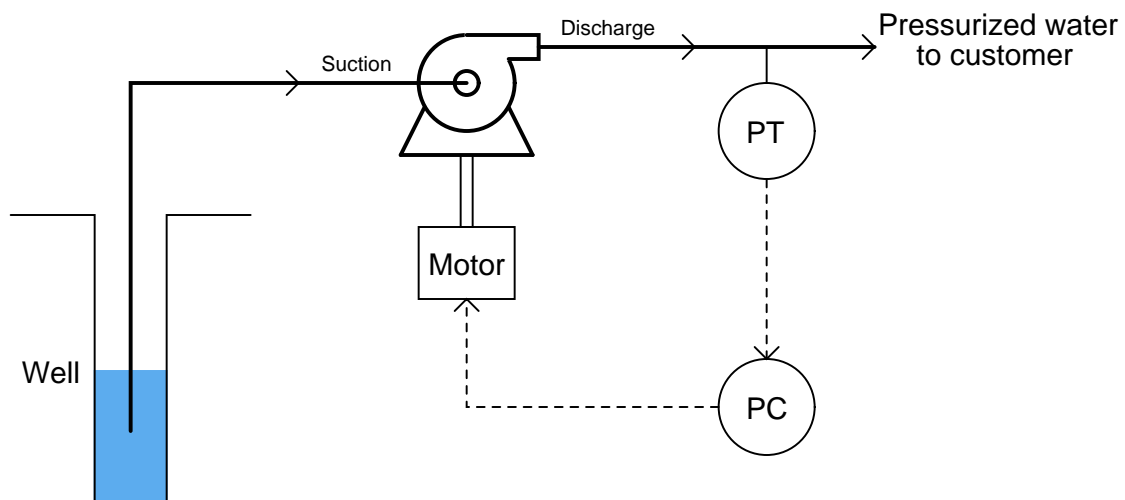 Pressurized water
to customer
Discharge
Suction
PT
Motor
Well
PC